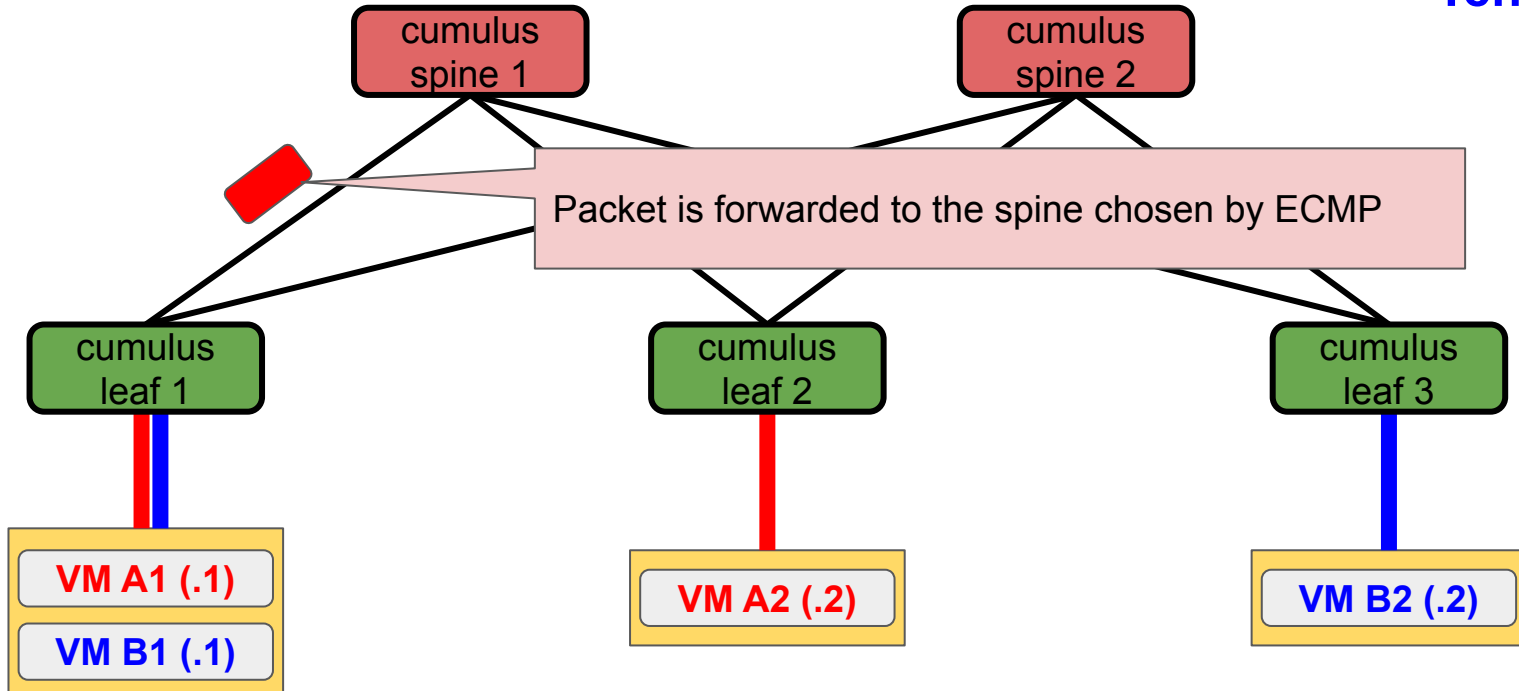 cumulus
spine 1
cumulus
spine 2
Packet is forwarded to the spine chosen by ECMP
cumulus
leaf 1
cumulus
leaf 2
cumulus
leaf 3
VM A1 (.1)
VM B1 (.1)
VM A2 (.2)
VM B2 (.2)